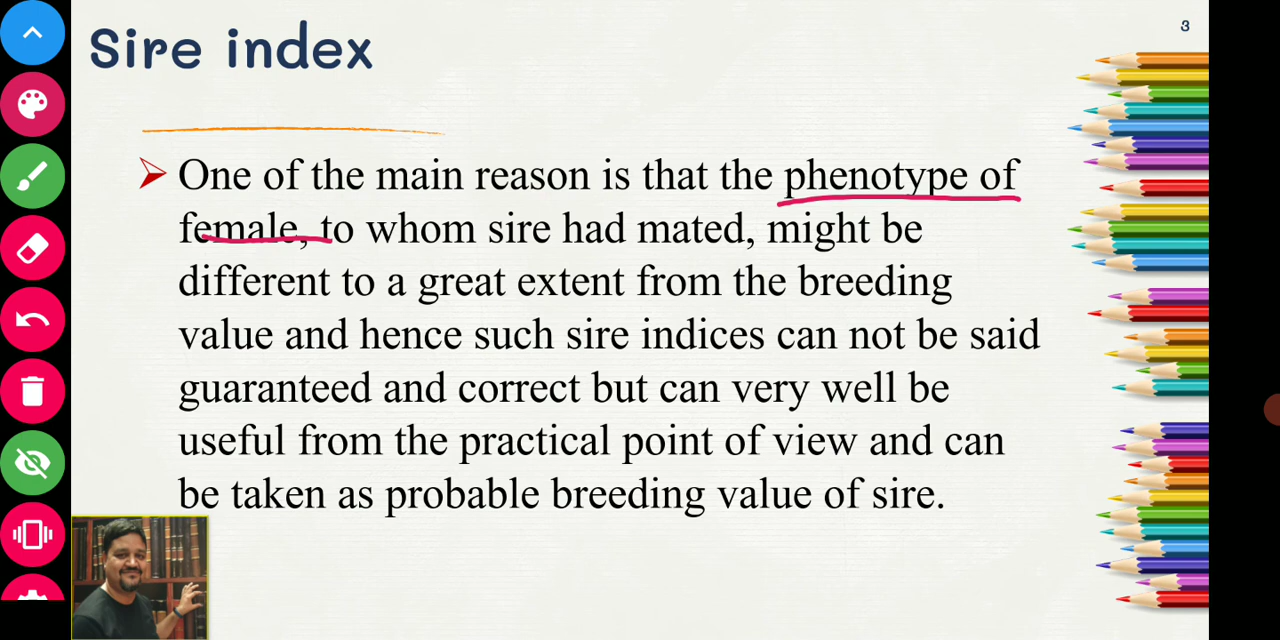 3
Sire index
One of the main reason is that the phenotype of
female, to whom sire had mated, might be
different to a great extent from the breeding
value and hence such sire indices can not be said
guaranteed and correct but can very well be
useful from the practical point of view and can
be taken as probable breeding value of sire.